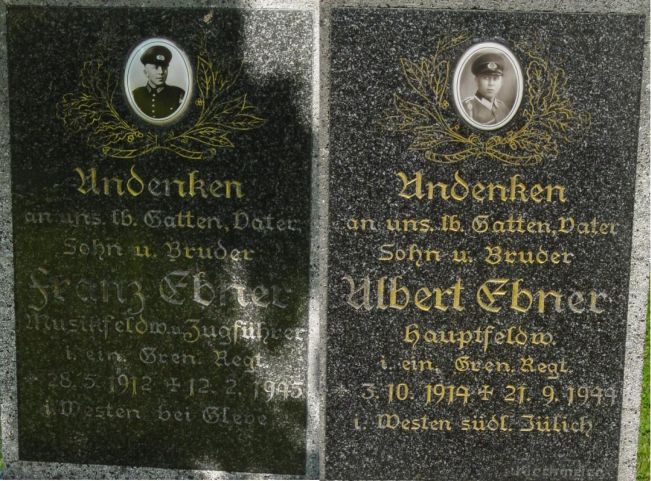 Andenken
an uns. lb. Gatten, Vater
Sohn u. Bruder
Franz Ebner
Musikfeldw. u. Zugführer
i. ein. Gren. Regt.
* 28. 5. 1912 ✝ 12. 2. 1945
i. Westen bei Cleve
Andenken
an uns. lb. Gatten, Vater
Sohn u. Bruder
Albert Ebner
Hauptfeldw.
i. ein. Gren. Regt.
* 3. 10. 1914 ✝ 21. 9. 1944
i. Westen südl. Jülich